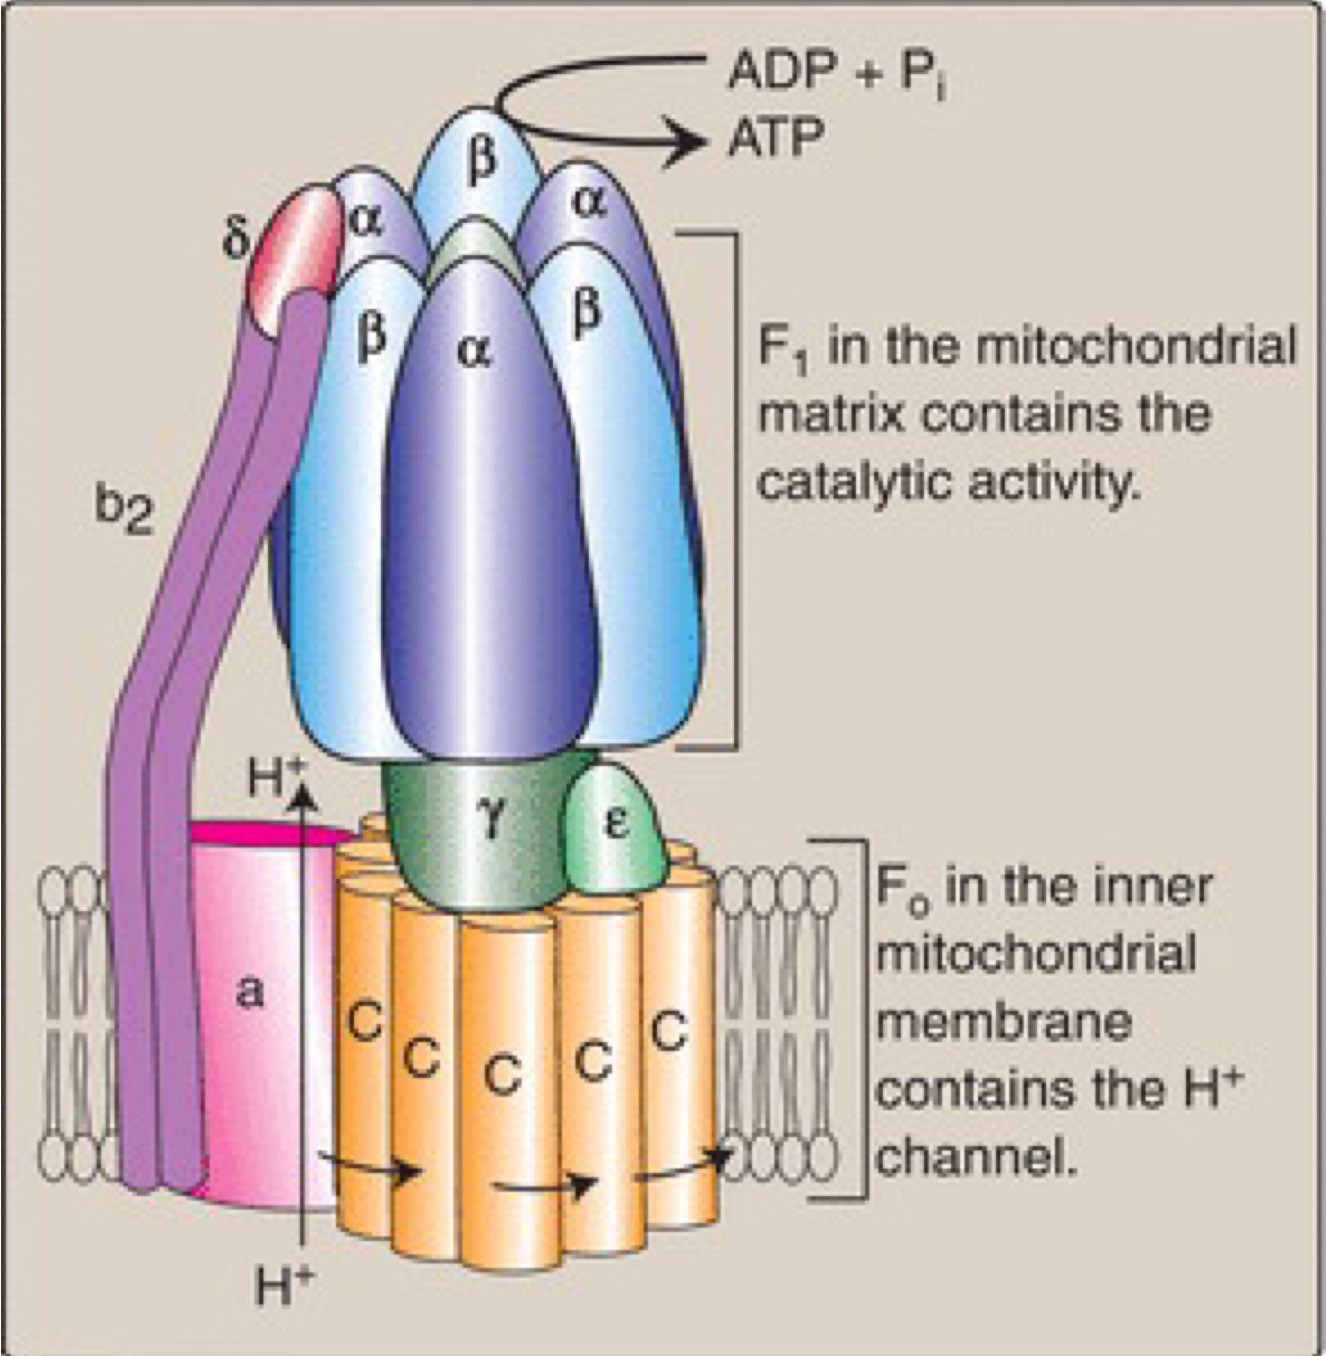 ADP + Pi
ATP
β
α
α
δ
β
α
β
F1 in the mitochondrial
matrix contains the
catalytic activity.
b2
H+
γ
ε
Fo in the inner
mitochondrial
membrane
contains the H+
channel.
a
C
C
C
C
C
H+